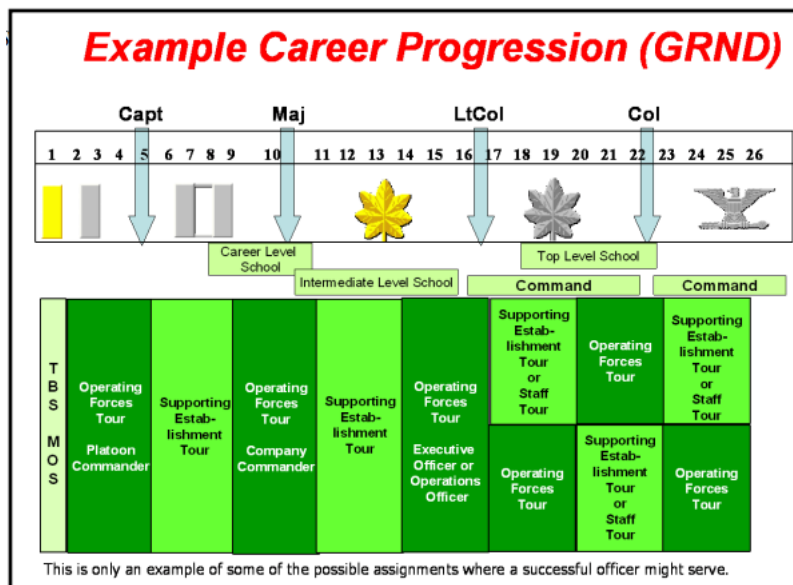 Example Career Progression (GRND)
Capt Maj LtCol Col
1 2 3 4 5 6 7 8 9 10 11 12 13 14 15 16 17 18 19 20 21 22 23 24 25 26
Career Level
School
Top Level School
Intermediate Level School
Command
Command
T
B
S
M
O
S
Operating
Forces
Tour
Platoon
Commander
Supporting
Estab-
lishment
Tour
Operating
Forces
Tour
Company
Commander
Supporting
Estab-
lishment
Tour
Operating
Forces
Tour
Executive
Officer or
Operations
Officer
Supporting
Estab-
lishment
Tour
or
Staff
Tour
Operating
Forces
Tour
Supporting
Estab-
lishment
Tour
or
Staff
Tour
Operating
Forces
Tour
Supporting
Estab-
lishment
Tour
or
Staff
Tour
Operating
Forces
Tour
This is only an example of some of the possible assignments where a successful officer might serve.